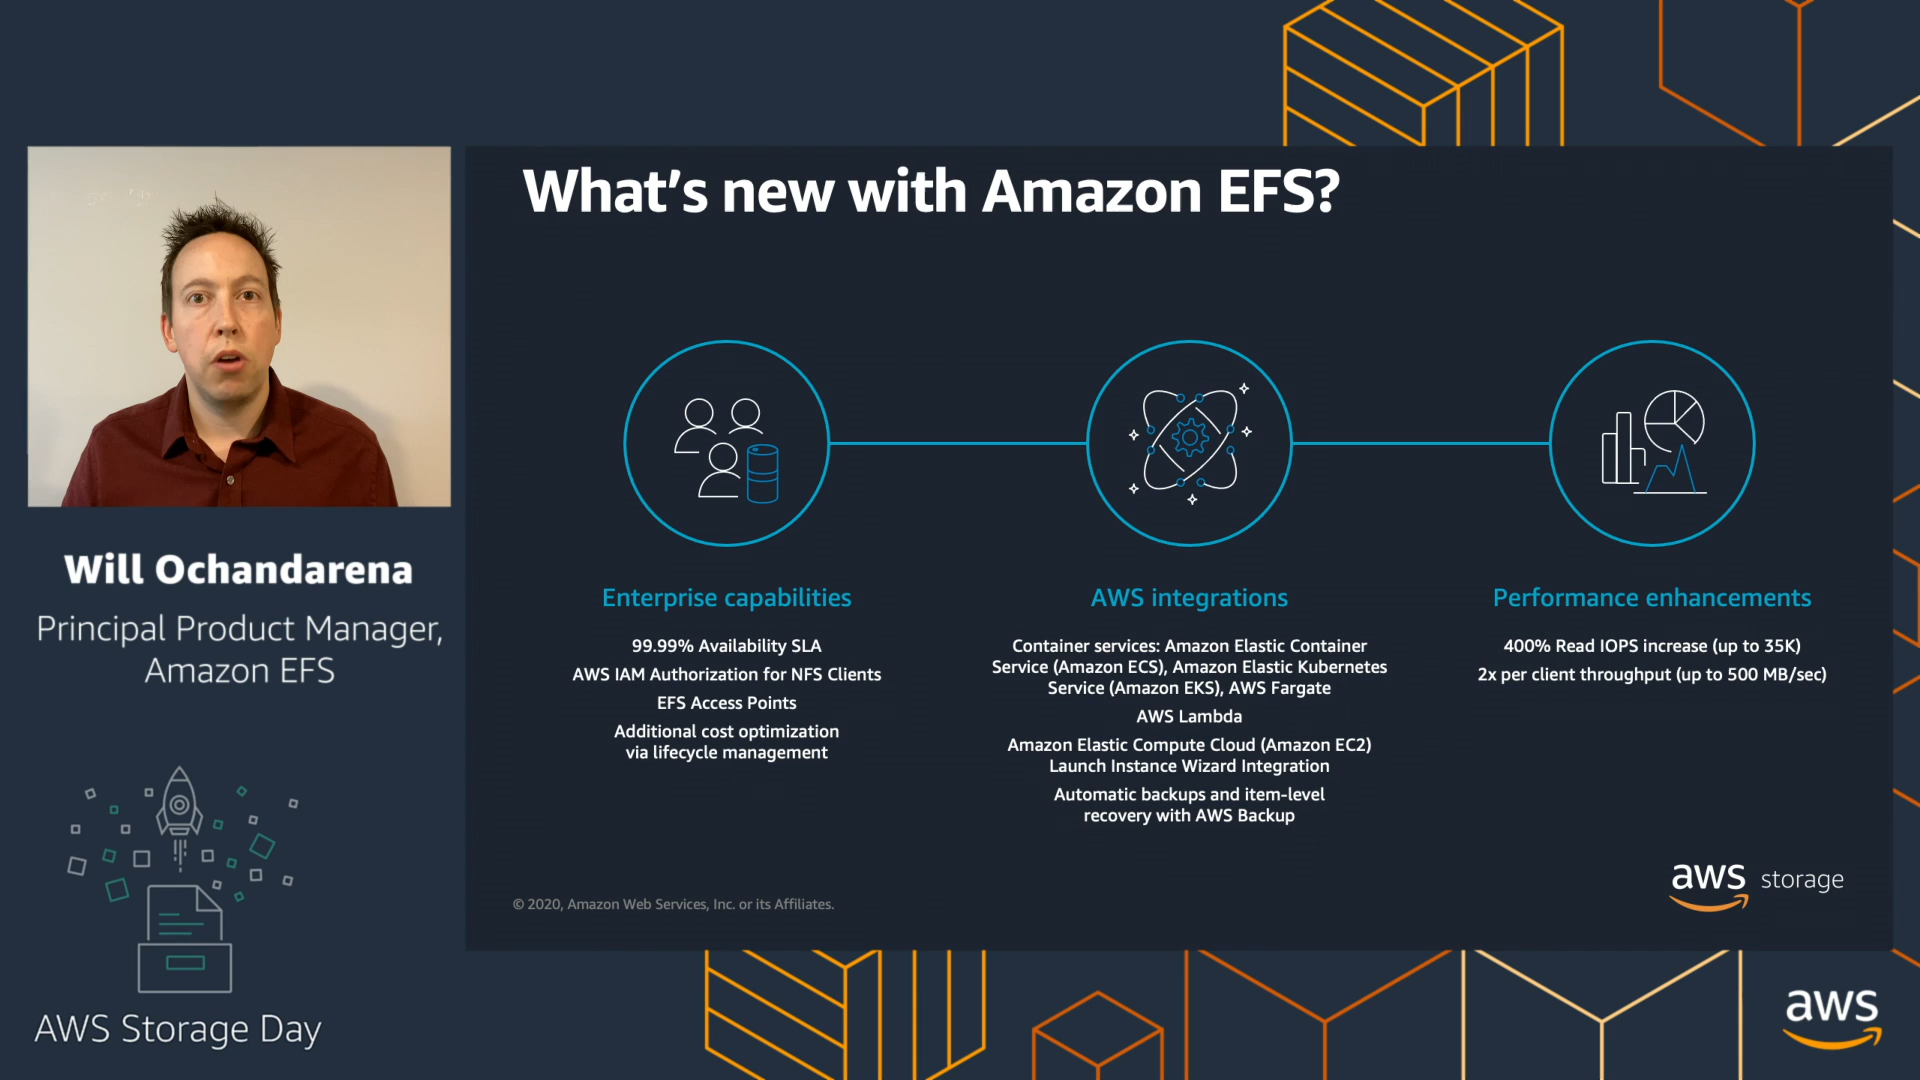 What's new with Amazon EFS?
Will Ochandarena
Principal Product Manager,
Amazon EFS
AWS Storage Day
Enterprise capabilities
99.99% Availability SLA
AWS IAM Authorization for NFS Clients
EFS Access Points
Additional cost optimization
via lifecycle management
AWS integrations
Container services: Amazon Elastic Container
Service (Amazon ECS), Amazon Elastic Kubernetes
Service (Amazon EKS), AWS Fargate
AWS Lambda
Amazon Elastic Compute Cloud (Amazon EC2)
Launch Instance Wizard Integration
Automatic backups and item-level
recovery with AWS Backup
Performance enhancements
400% Read IOPS increase (up to 35K)
2x per client throughput (up to 500 MB/sec)
© 2020, Amazon Web Services, Inc. or its Affiliates.
aws storage
aws